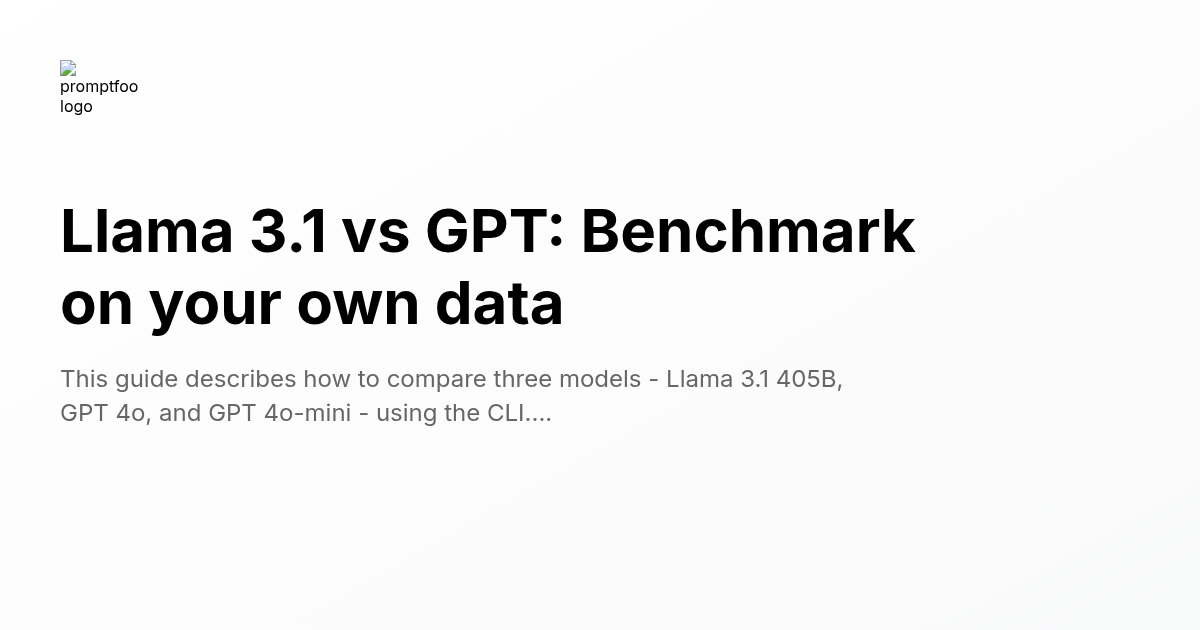 promptfoo
logo
Llama 3.1 vs GPT: Benchmark
on your own data
This guide describes how to compare three models - Llama 3.1 405B,
GPT 4o, and GPT 4o-mini - using the CLI....